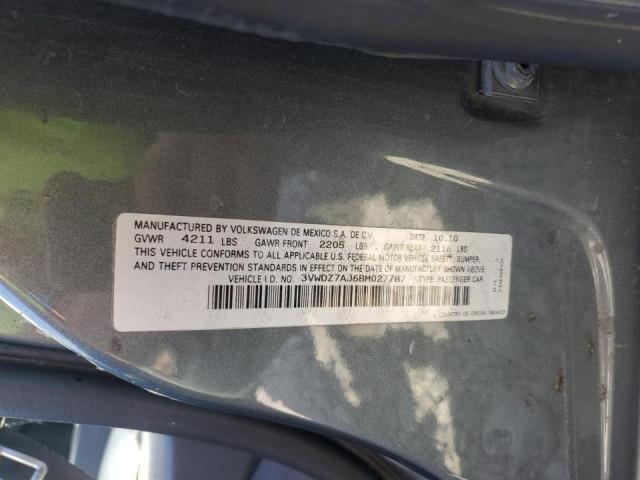 MANUFACTURED BY VOLKSWAGEN DE MEXICO S.A. DE C.V. DATE 10.10
GVWR 4211 LBS GAWR FRONT 2205 LBS GAWR REAR 2116 LBS.
THIS VEHICLE CONFORMS TO ALL APPLICABLE U.S. FEDERAL MOTOR VEHICLE SAFETY, BUMPER,
AND THEFT PREVENTION STANDARDS IN EFFECT ON THE DATE OF MANUFACTURE SHOWN ABOVE.
VEHICLE I.D. NO. 3VWDZ7AJ6BM027787 TYPE: PASSENGER CAR
COUNTRY OF ORIGIN: MEXICO